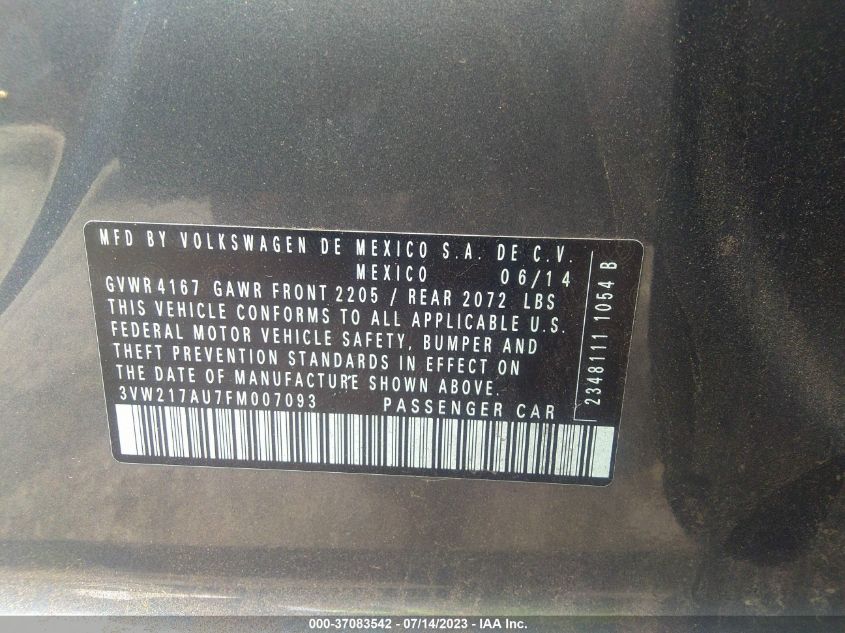 MFD BY VOLKSWAGEN DE MEXICO S.A. DE C.V.
MEXICO 06/14
GVWR 4167 GAWR FRONT 2205 / REAR 2072 LBS
THIS VEHICLE CONFORMS TO ALL APPLICABLE U.S.
FEDERAL MOTOR VEHICLE SAFETY, BUMPER AND
THEFT PREVENTION STANDARDS IN EFFECT ON
THE DATE OF MANUFACTURE SHOWN ABOVE.
3VW217AU7FM007093 PASSENGER CAR
2348111 1054 B
000-37083542 - 07/14/2023 - IAA Inc.